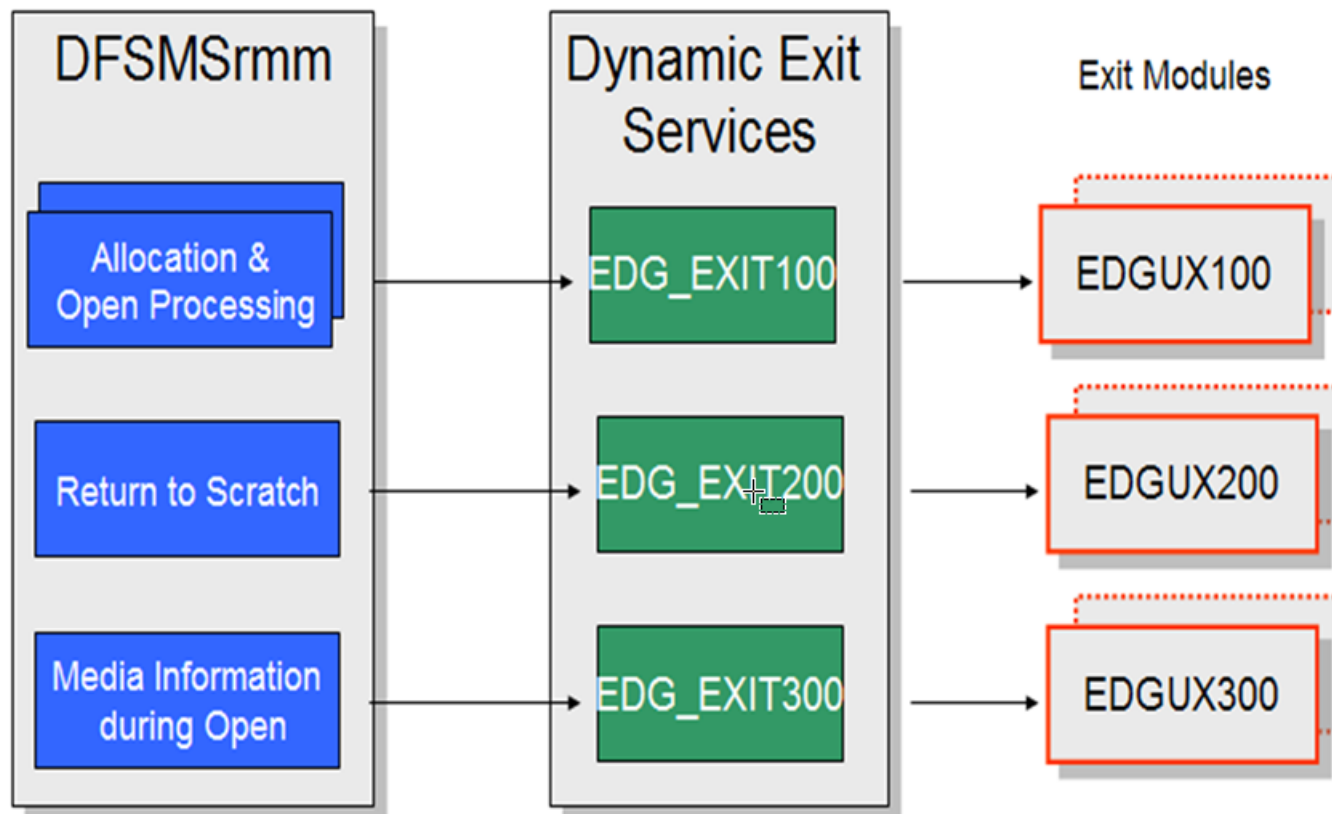 DFSMSrmm
Dynamic Exit
Services
Exit Modules
Allocation &
Open Processing
EDG_EXIT100
EDGUX100
Return to Scratch
EDG_EXIT200
EDGUX200
Media Information
during Open
EDG_EXIT300
EDGUX300